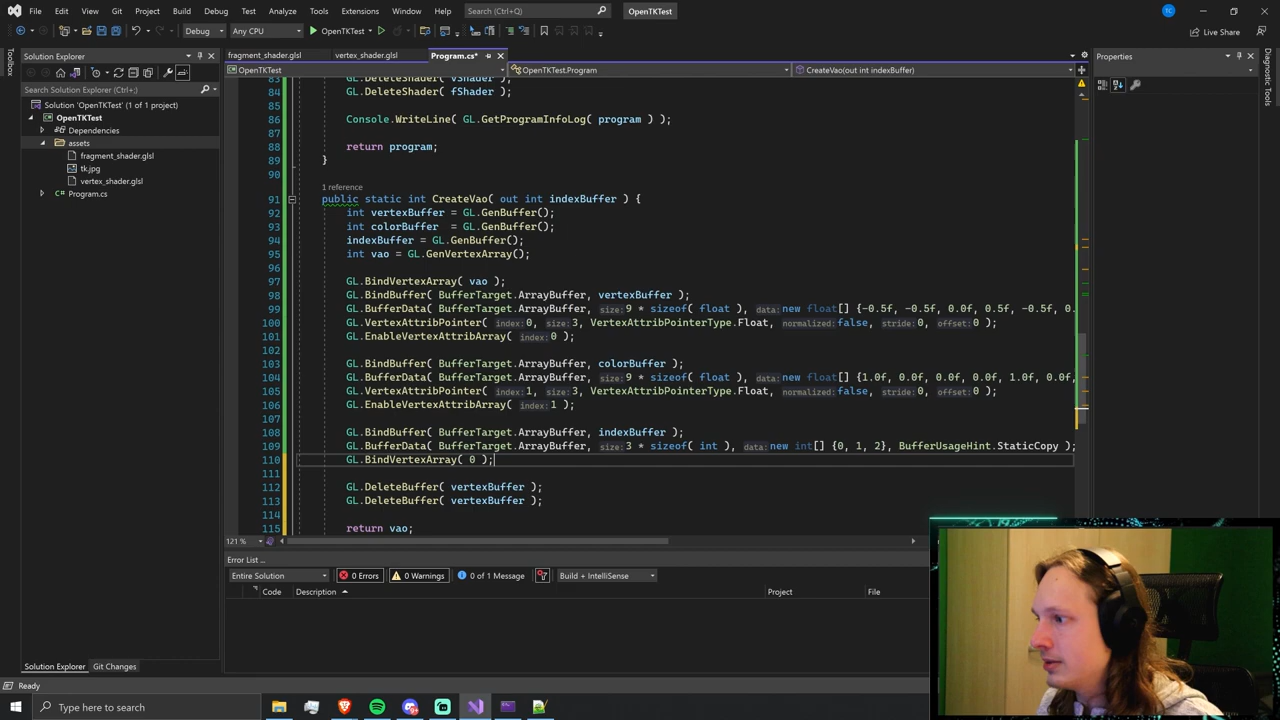 File Edit View Git Project Build Debug Test Analyze Tools Extensions Window Help Search (Ctrl+Q) OpenTKTest TC
Debug Any CPU OpenTKTest Live Share
Toolbox
Solution Explorer
Search Solution Explorer (Ctrl+;)
Solution 'OpenTKTest' (1 of 1 project)
OpenTKTest
Dependencies
assets
fragment_shader.glsl
tk.jpg
vertex_shader.glsl
Program.cs
Solution Explorer Git Changes
fragment_shader.glsl vertex_shader.glsl Program.cs*
OpenTKTest OpenTKTest.Program CreateVao(out int indexBuffer)
83 GL.DeleteShader( vShader );
84 GL.DeleteShader( fShader );
85
86 Console.WriteLine( GL.GetProgramInfoLog( program ) );
87
88 return program;
89 }
90
1 reference
91 public static int CreateVao( out int indexBuffer ) {
92 int vertexBuffer = GL.GenBuffer();
93 int colorBuffer  = GL.GenBuffer();
94 indexBuffer = GL.GenBuffer();
95 int vao = GL.GenVertexArray();
96
97 GL.BindVertexArray( vao );
98 GL.BindBuffer( BufferTarget.ArrayBuffer, vertexBuffer );
99 GL.BufferData( BufferTarget.ArrayBuffer, size: 9 * sizeof( float ), data: new float[] {-0.5f, -0.5f, 0.0f, 0.5f, -0.5f, 0.
100 GL.VertexAttribPointer( index: 0, size: 3, VertexAttribPointerType.Float, normalized: false, stride: 0, offset: 0 );
101 GL.EnableVertexAttribArray( index: 0 );
102
103 GL.BindBuffer( BufferTarget.ArrayBuffer, colorBuffer );
104 GL.BufferData( BufferTarget.ArrayBuffer, size: 9 * sizeof( float ), data: new float[] {1.0f, 0.0f, 0.0f, 0.0f, 1.0f, 0.0f,
105 GL.VertexAttribPointer( index: 1, size: 3, VertexAttribPointerType.Float, normalized: false, stride: 0, offset: 0 );
106 GL.EnableVertexAttribArray( index: 1 );
107
108 GL.BindBuffer( BufferTarget.ArrayBuffer, indexBuffer );
109 GL.BufferData( BufferTarget.ArrayBuffer, size: 3 * sizeof( int ), data: new int[] {0, 1, 2}, BufferUsageHint.StaticCopy );
110 GL.BindVertexArray( 0 );
111
112 GL.DeleteBuffer( vertexBuffer );
113 GL.DeleteBuffer( vertexBuffer );
114
115 return vao;
121 %
Error List ...
Entire Solution 0 Errors 0 Warnings 0 of 1 Message Build + IntelliSense
Code Description Project File
Properties
Diagnostic Tools
Ready
Type here to search